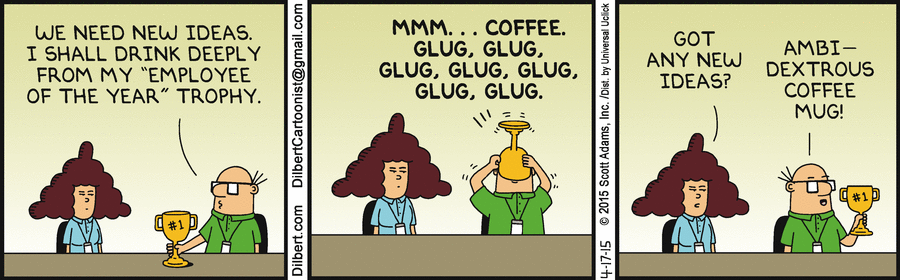 WE NEED NEW IDEAS.
I SHALL DRINK DEEPLY
FROM MY "EMPLOYEE
OF THE YEAR" TROPHY.
#1
Dilbert.com DilbertCartoonist@gmail.com
MMM. . . COFFEE.
GLUG, GLUG,
GLUG, GLUG, GLUG,
GLUG, GLUG.
4-17-15 © 2015 Scott Adams, Inc. /Dist. by Universal Uclick
GOT
ANY NEW
IDEAS?
AMBI-
DEXTROUS
COFFEE
MUG!
#1